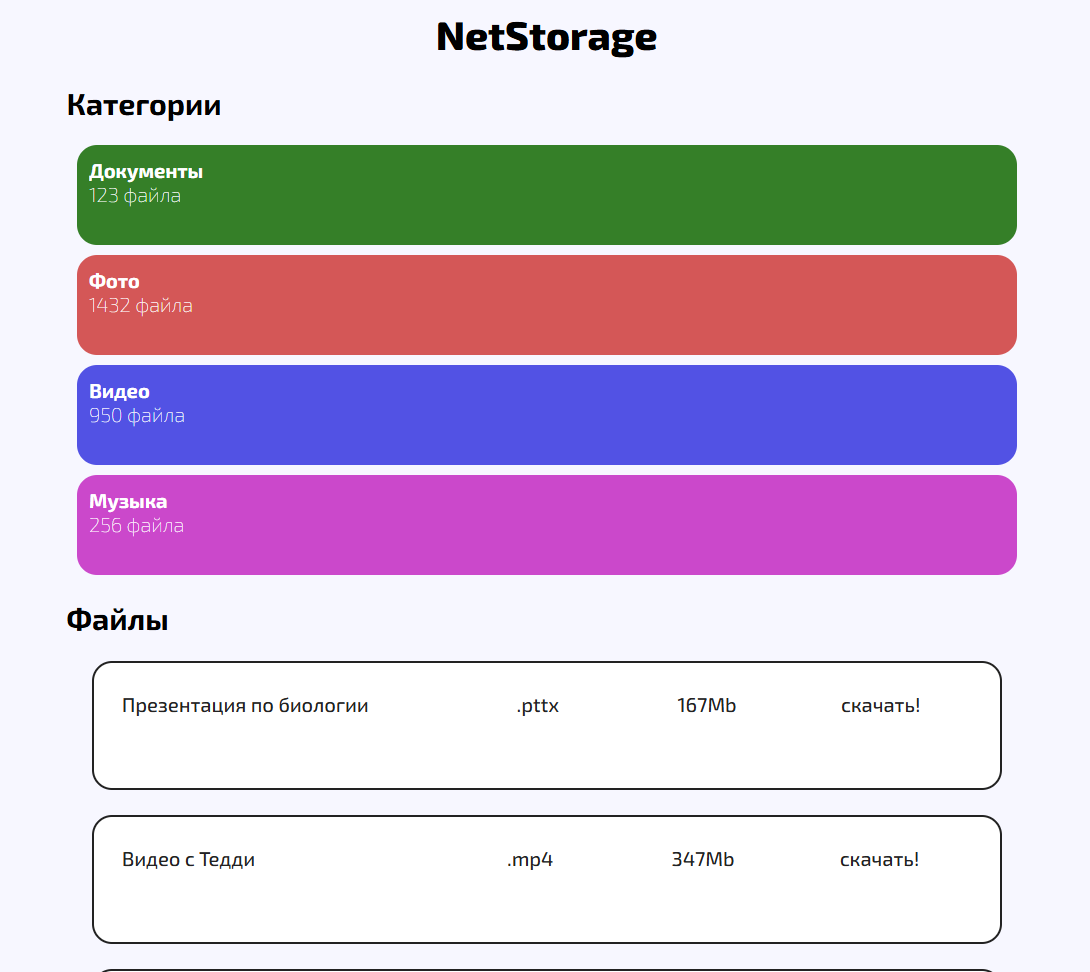 NetStorage
Категории
Документы
123 файла
Фото
1432 файла
Видео
950 файла
Музыка
256 файла
Файлы
Презентация по биологии .pttx 167Mb скачать!
Видео с Тедди .mp4 347Mb скачать!